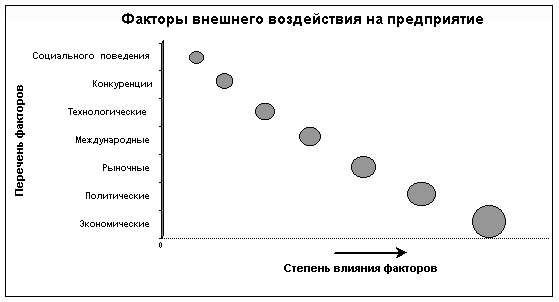 Факторы внешнего воздействия на предприятие
Перечень факторов
Социального поведения
Конкуренции
Технологические
Международные
Рыночные
Политические
Экономические
0
Степень влияния факторов